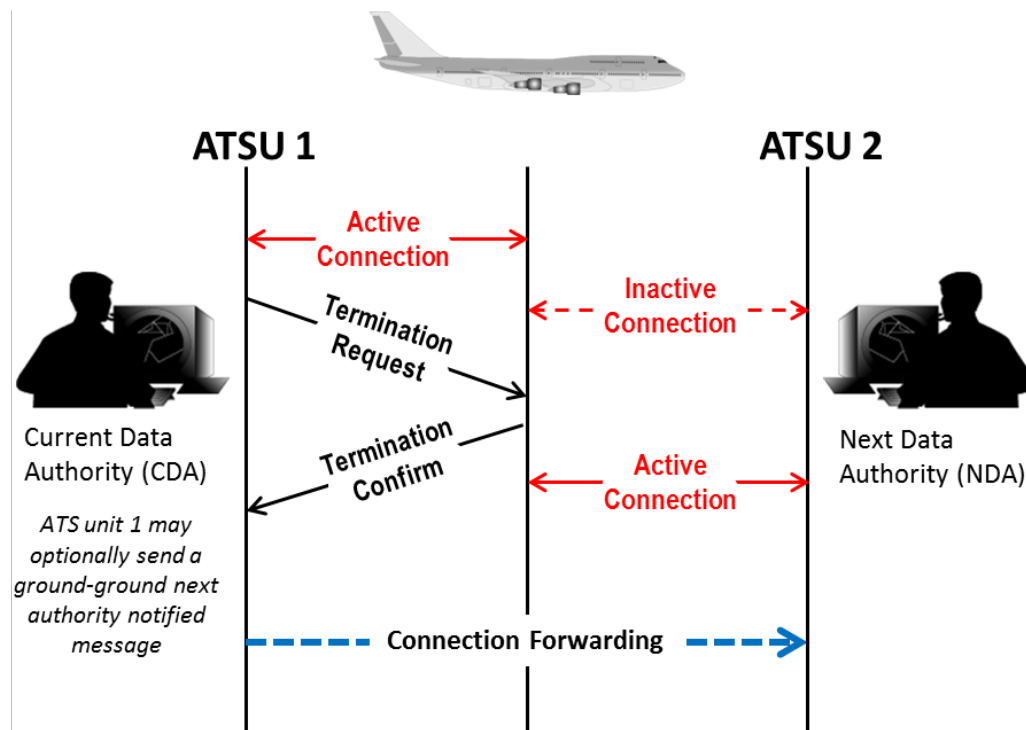 ATSU 1
ATSU 2
Active
Connection
Inactive
Connection
Termination
Request
Current Data
Authority (CDA)
Termination
Confirm
Active
Connection
Next Data
Authority (NDA)
ATS unit 1 may
optionally send a
ground-ground next
authority notified
message
Connection Forwarding